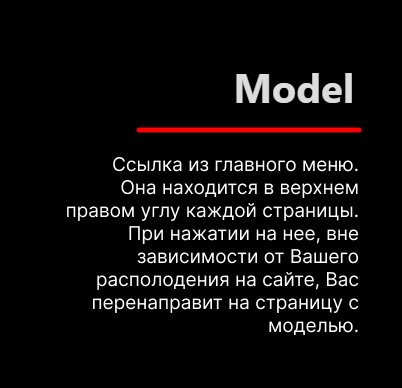 Model
Ссылка из главного меню.
Она находится в верхнем
правом углу каждой страницы.
При нажатии на нее, вне
зависимости от Вашего
располодения на сайте, Вас
перенаправит на страницу с
моделью.